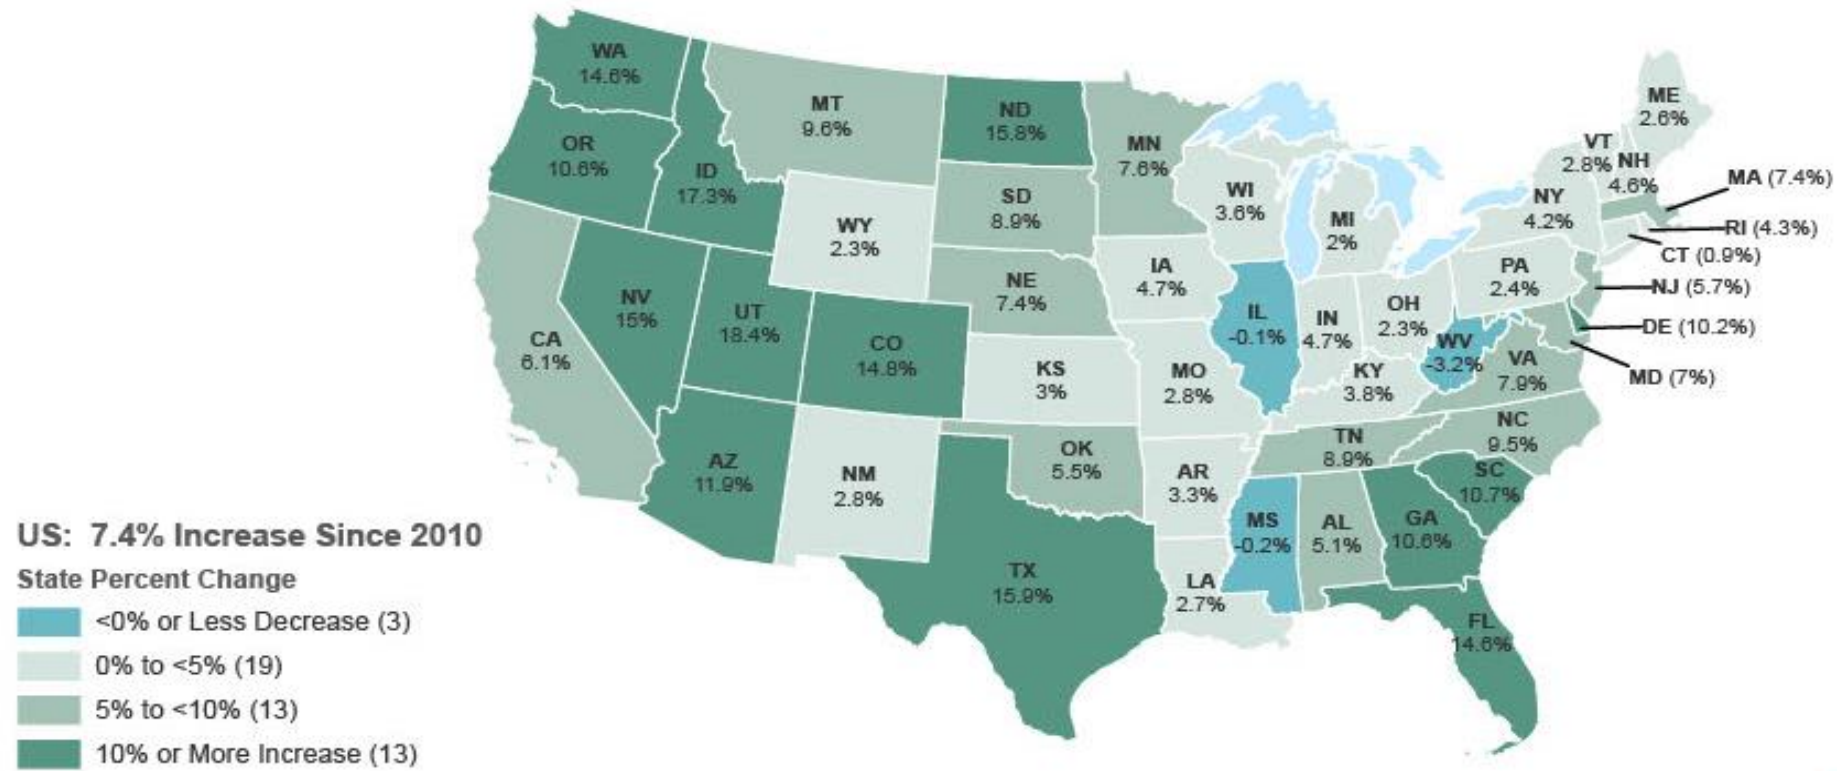 WA
14.6%
OR
10.6%
ID
17.3%
MT
9.6%
ND
15.8%
MN
7.6%
SD
8.9%
WY
2.3%
NE
7.4%
CA
6.1%
NV
15%
UT
18.4%
CO
14.8%
KS
3%
AZ
11.9%
NM
2.8%
OK
5.5%
TX
15.9%
IA
4.7%
MO
2.8%
AR
3.3%
LA
2.7%
WI
3.6%
IL
-0.1%
MI
2%
IN
4.7%
OH
2.3%
KY
3.8%
TN
8.9%
MS
-0.2%
AL
5.1%
GA
10.6%
FL
14.6%
SC
10.7%
NC
9.5%
VA
7.9%
WV
-3.2%
PA
2.4%
NY
4.2%
VT
2.8%
NH
4.6%
ME
2.6%
MA (7.4%)
RI (4.3%)
CT (0.9%)
NJ (5.7%)
DE (10.2%)
MD (7%)
US: 7.4% Increase Since 2010
State Percent Change
<0% or Less Decrease (3)
0% to <5% (19)
5% to <10% (13)
10% or More Increase (13)